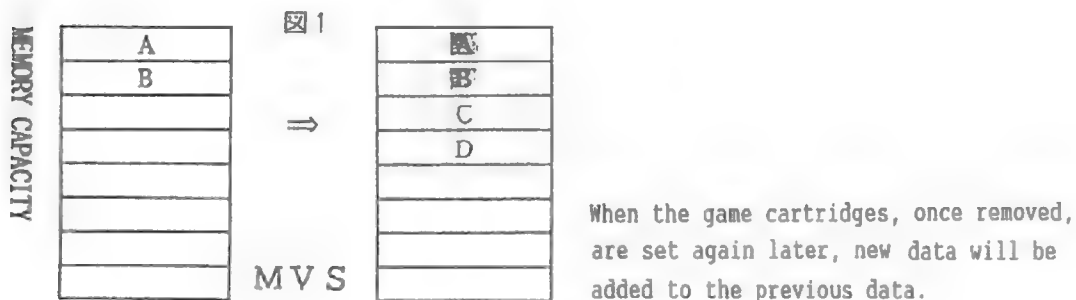 図1
MEMORY CAPACITY
A
B
⇒
A
B
C
D
MVS
When the game cartridges, once removed,
are set again later, new data will be
added to the previous data.